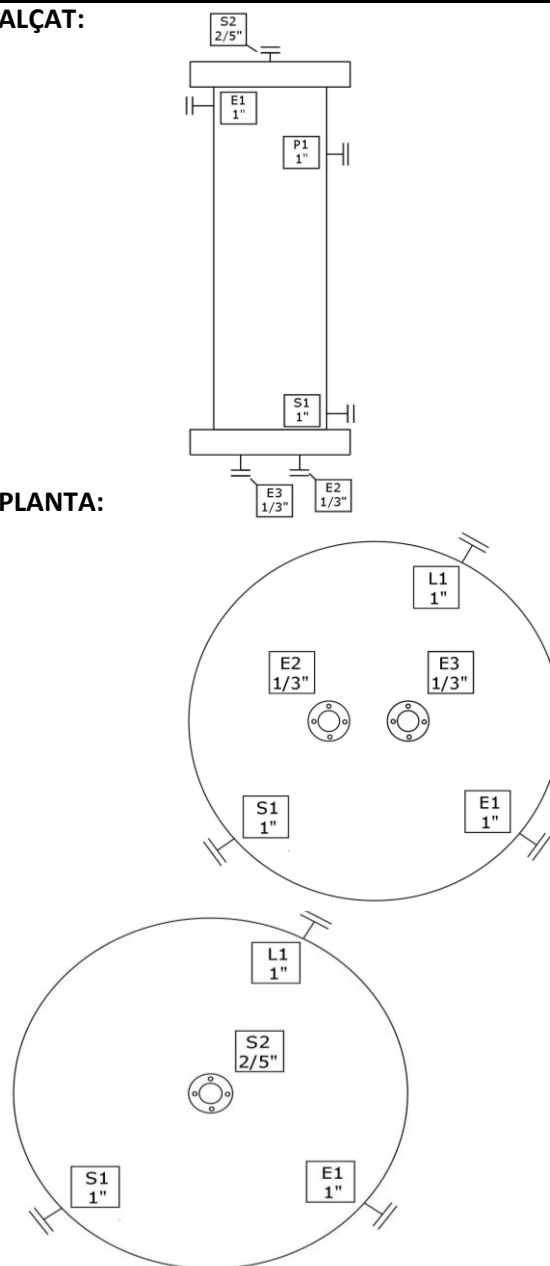 ALÇAT:
S2
2/5"
E1
1"
P1
1"
S1
1"
E3
1/3"
E2
1/3"
PLANTA:
L1
1"
E2
1/3"
E3
1/3"
S1
1"
E1
1"
L1
1"
S2
2/5"
S1
1"
E1
1"